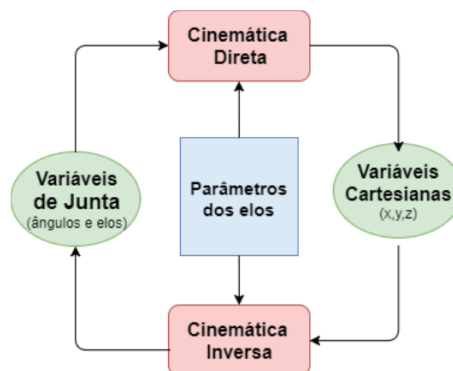 Cinemática
Direta
Variáveis
de Junta
(ângulos e elos)
Parâmetros
dos elos
Variáveis
Cartesianas
(x,y,z)
Cinemática
Inversa